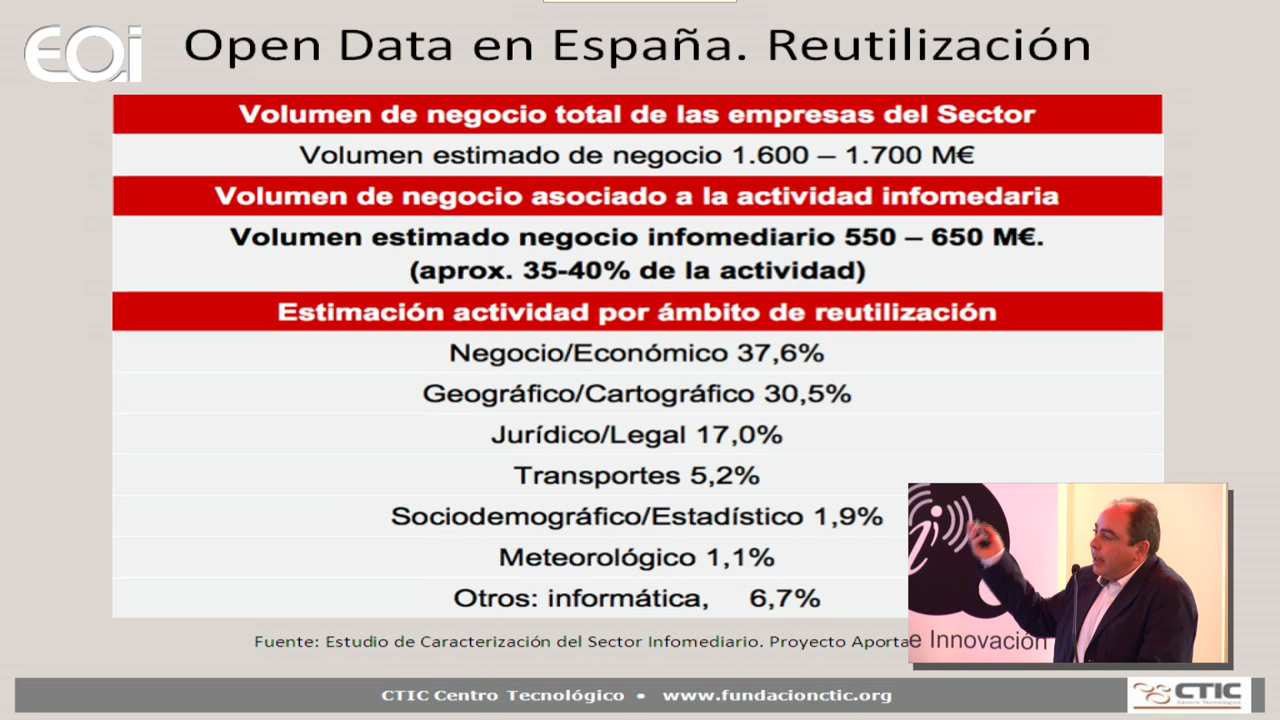 EOi
Open Data en España. Reutilización
Volumen de negocio total de las empresas del Sector
Volumen estimado de negocio 1.600 – 1.700 M€
Volumen de negocio asociado a la actividad infomedaria
Volumen estimado negocio infomediario 550 – 650 M€.
(aprox. 35-40% de la actividad)
Estimación actividad por ámbito de reutilización
Negocio/Económico 37,6%
Geográfico/Cartográfico 30,5%
Jurídico/Legal 17,0%
Transportes 5,2%
Sociodemográfico/Estadístico 1,9%
Meteorológico 1,1%
Otros: informática, 6,7%
Fuente: Estudio de Caracterización del Sector Infomediario. Proyecto Aporta
e Innovación
CTIC Centro Tecnológico • www.fundacionctic.org
CTIC
Centro Tecnológico